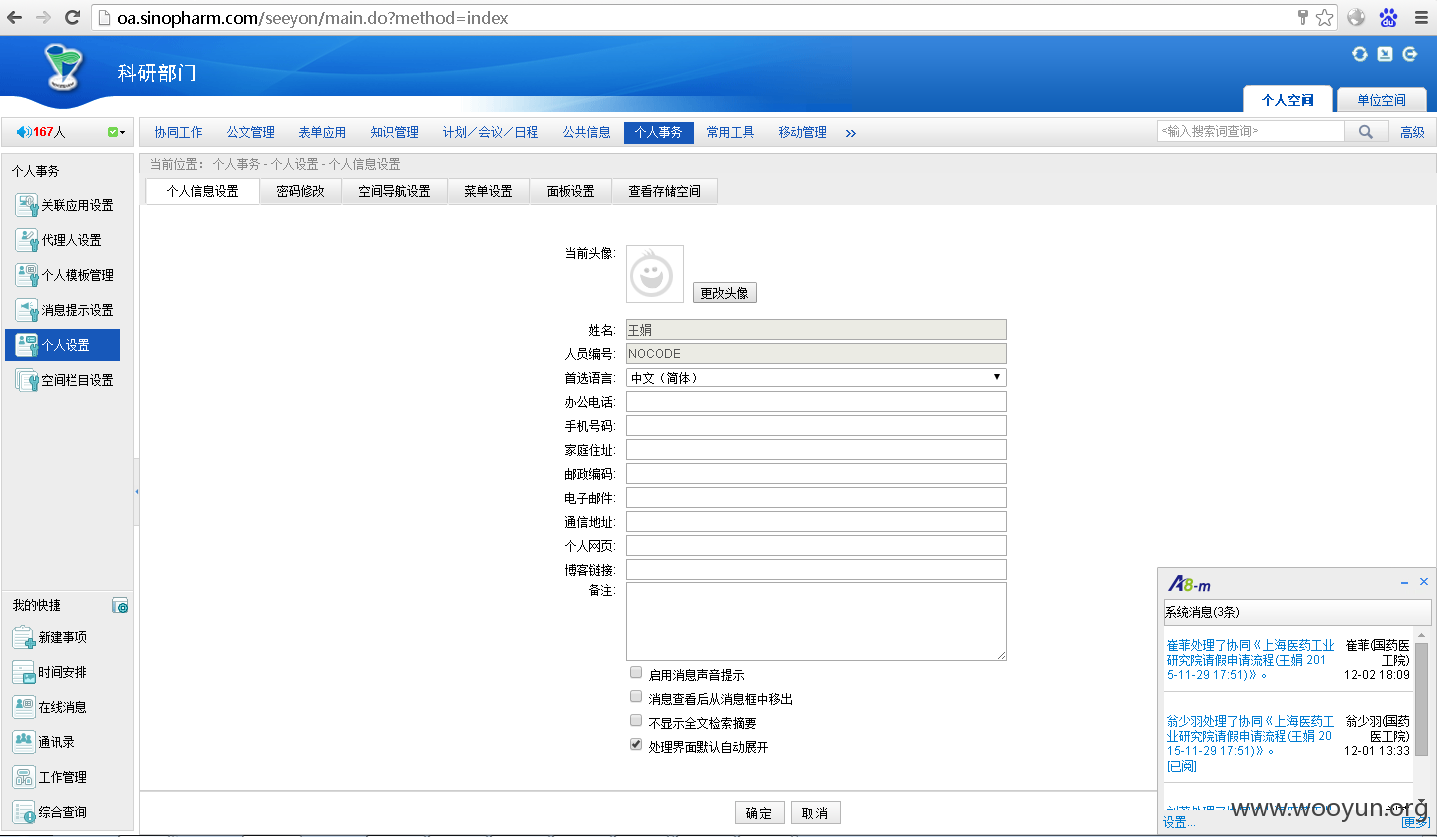 oa.sinopharm.com/seeyon/main.do?method=index
科研部门
个人空间
单位空间
167人
协同工作
公文管理
表单应用
知识管理
计划／会议／日程
公共信息
个人事务
常用工具
移动管理
»
<输入搜索词查询>
高级
个人事务
关联应用设置
代理人设置
个人模板管理
消息提示设置
个人设置
空间栏目设置
我的快捷
新建事项
时间安排
在线消息
通讯录
工作管理
综合查询
当前位置： 个人事务 - 个人设置 - 个人信息设置
个人信息设置
密码修改
空间导航设置
菜单设置
面板设置
查看存储空间
当前头像:
更改头像
姓名: 王娟
人员编号: NOCODE
首选语言: 中文（简体）
办公电话:
手机号码:
家庭住址:
邮政编码:
电子邮件:
通信地址:
个人网页:
博客链接:
备注:
启用消息声音提示
消息查看后从消息框中移出
不显示全文检索摘要
处理界面默认自动展开
确定
取消
A8-m
系统消息(3条)
崔菲处理了协同《上海医药工业
研究院请假申请流程(王娟 201
5-11-29 17:51)》。
崔菲(国药医
工院)
12-02 18:09
翁少羽处理了协同《上海医药工
业研究院请假申请流程(王娟 20
15-11-29 17:51)》。
[已阅]
翁少羽(国药
医工院)
12-01 13:33
设置...
[更多]
www.wooyun.org